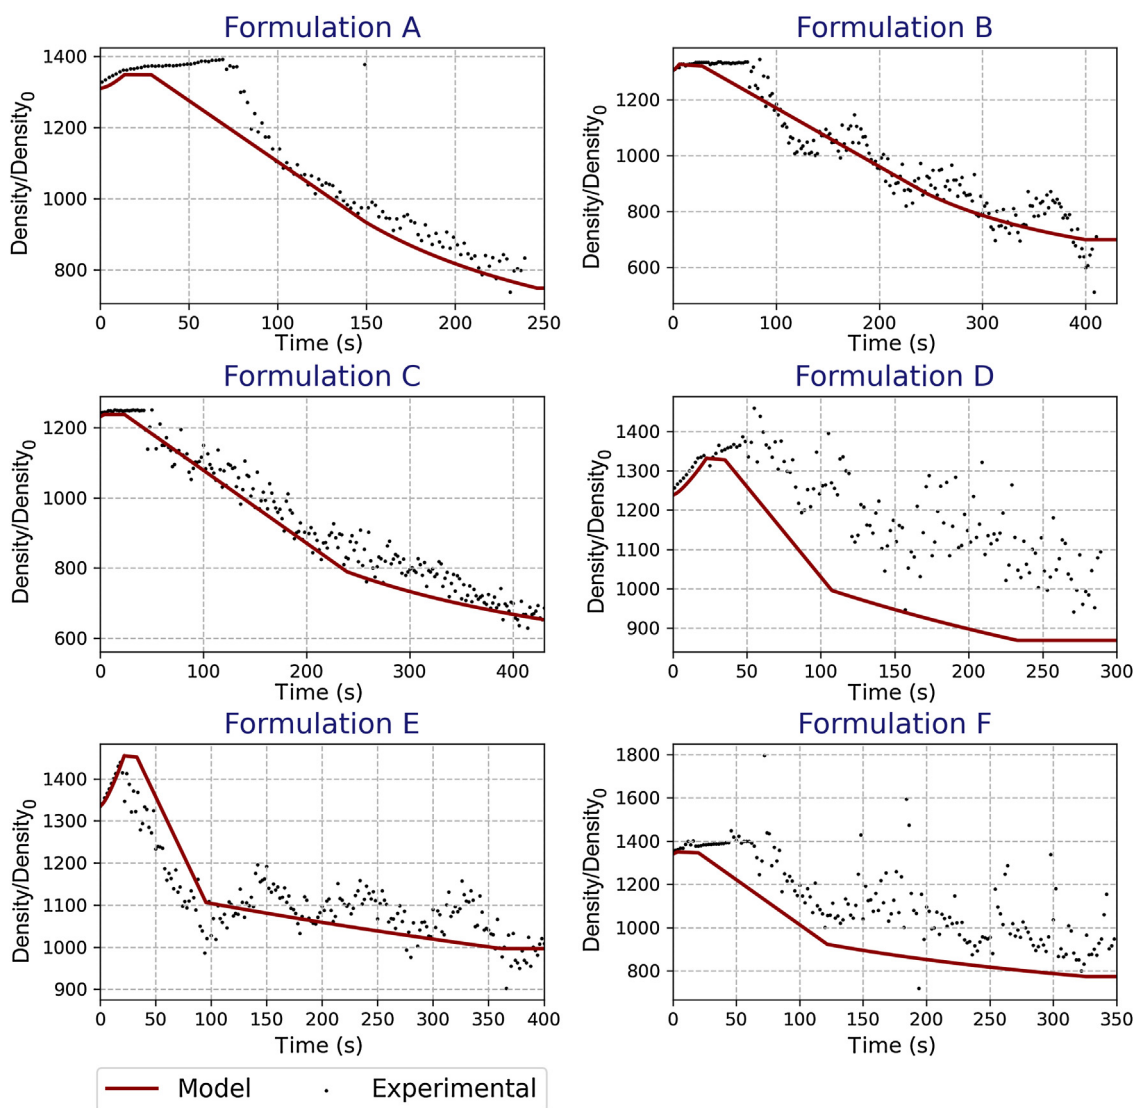 Formulation A
Formulation B
Density/Density0
1400
1200
1000
800
0 50 100 150 200 250
Time (s)
Density/Density0
1200
1000
800
600
0 100 200 300 400
Time (s)
Formulation C
Formulation D
Density/Density0
1200
1000
800
600
0 100 200 300 400
Time (s)
Density/Density0
1400
1300
1200
1100
1000
900
0 50 100 150 200 250 300
Time (s)
Formulation E
Formulation F
Density/Density0
1400
1300
1200
1100
1000
900
0 50 100 150 200 250 300 350 400
Time (s)
Density/Density0
1800
1600
1400
1200
1000
800
0 50 100 150 200 250 300 350
Time (s)
Model Experimental